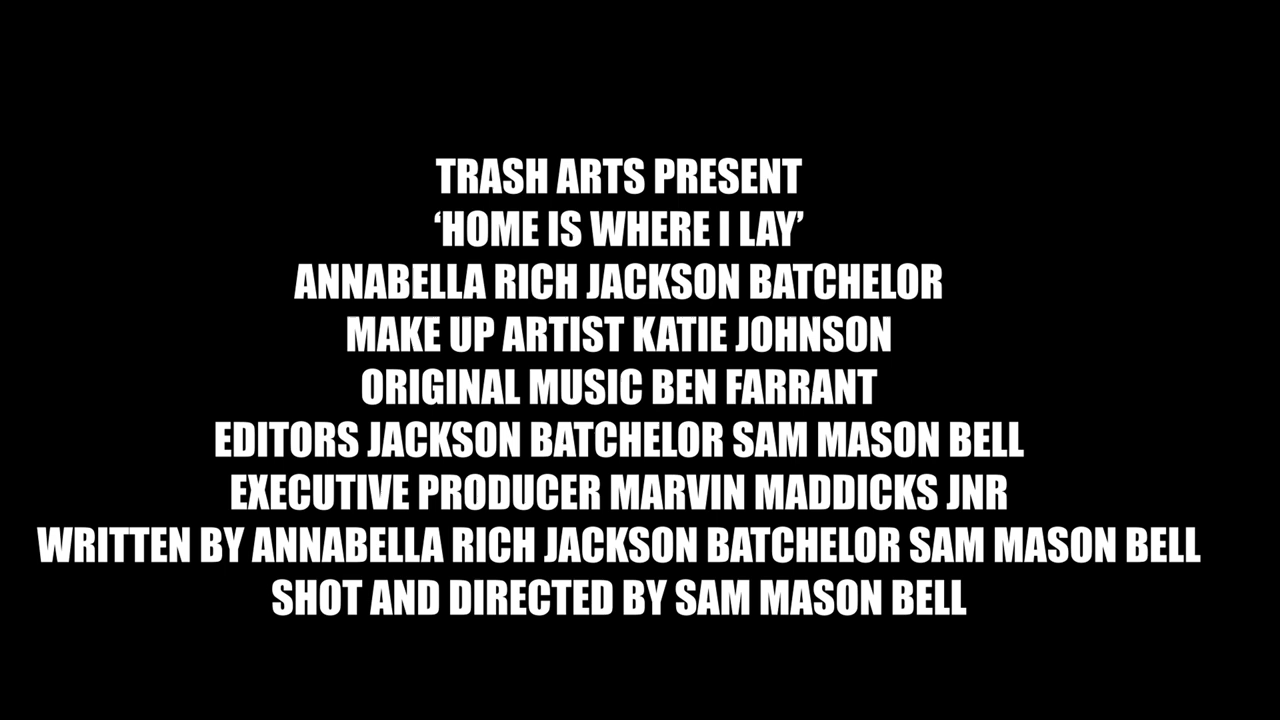 TRASH ARTS PRESENT
‘HOME IS WHERE I LAY’
ANNABELLA RICH JACKSON BATCHELOR
MAKE UP ARTIST KATIE JOHNSON
ORIGINAL MUSIC BEN FARRANT
EDITORS JACKSON BATCHELOR SAM MASON BELL
EXECUTIVE PRODUCER MARVIN MADDICKS JNR
WRITTEN BY ANNABELLA RICH JACKSON BATCHELOR SAM MASON BELL
SHOT AND DIRECTED BY SAM MASON BELL